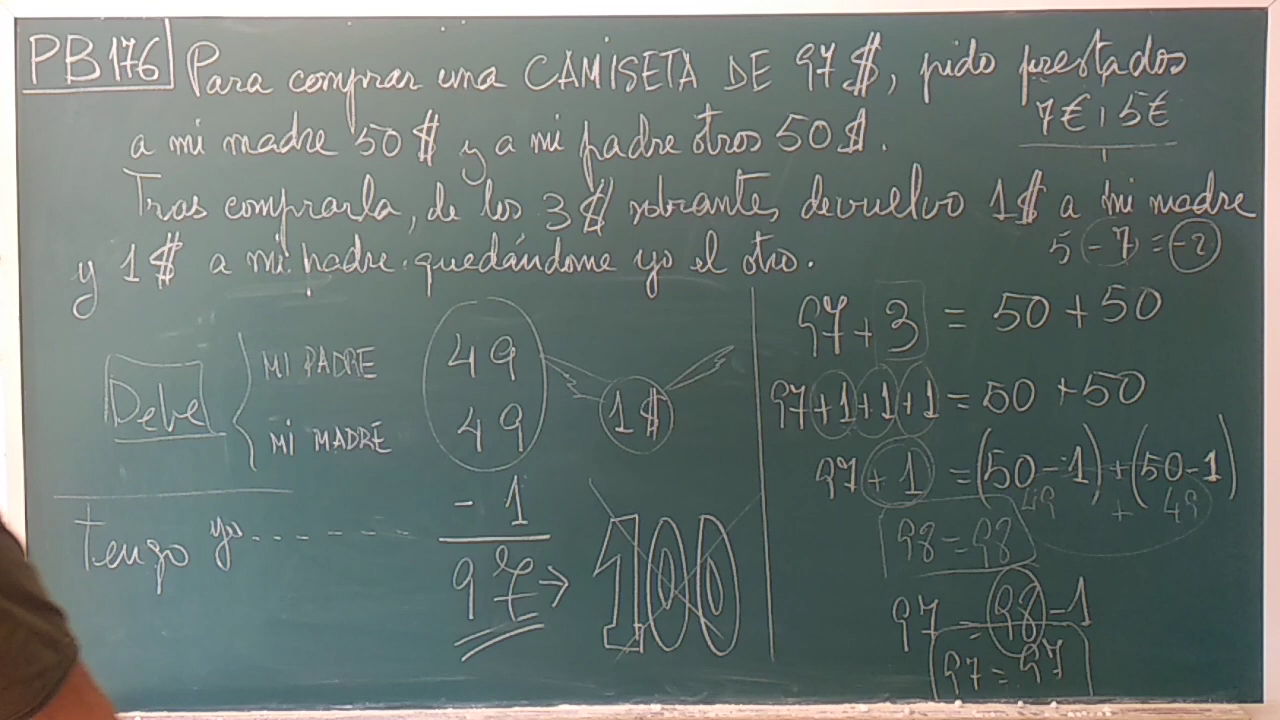 PB176 Para comprar una CAMISETA DE 97$, pido prestados
a mi madre 50$ y a mi padre otros 50$.
7€ 5€
Tras comprarla, de los 3$ sobrantes, devuelvo 1$ a mi madre
y 1$ a mi padre quedándome yo el otro.
5 - 7 = -2
Debe
MI PADRE 49
MI MADRE 49
1$
Tengo yo........ - 1
97 → 100
97 + 3 = 50 + 50
97 + 1 + 1 + 1 = 50 + 50
97 + 1 = (50 - 1) + (50 - 1)
49 + 49
98 = 98
97 = 98 - 1
97 = 97